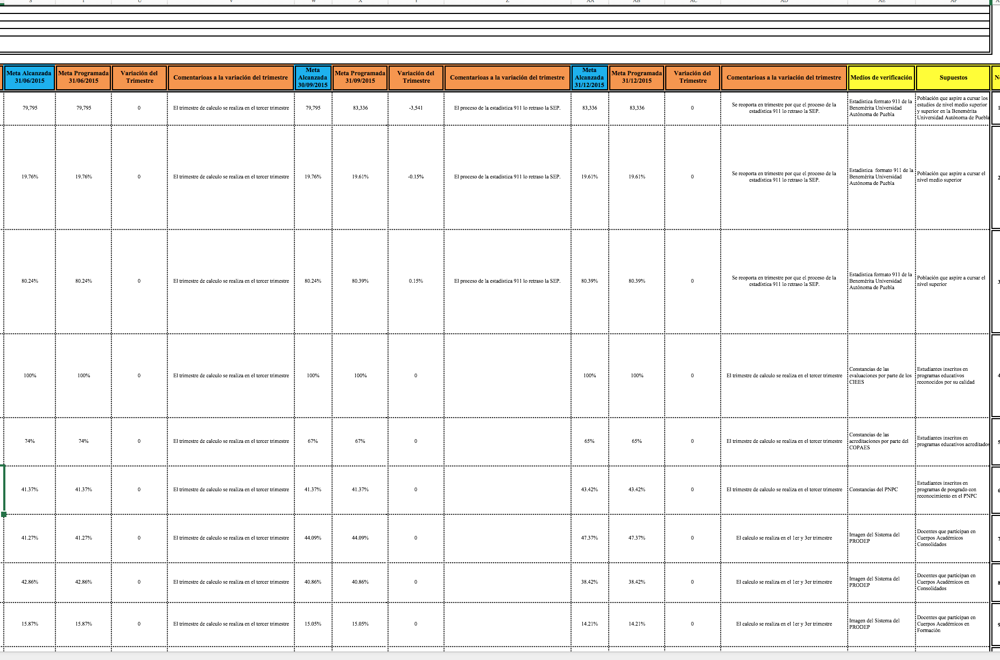 S T U V W X Y Z AA AB AC AD AE AF
Meta Alcanzada
31/06/2015
Meta Programada
31/06/2015
Variación del
Trimestre
Comentarioas a la variación del trimestre
Meta
Alcanzada
30/09/2015
Meta Programada
31/09/2015
Variación del
Trimestre
Comentarioas a la variación del trimestre
Meta
Alcanzada
31/12/2015
Meta Programada
31/12/2015
Variación del
Trimestre
Comentarioas a la variación del trimestre
Medios de verificación
Supuestos
79,795
79,795
0
El trimestre de calculo se realiza en el tercer trimestre
79,795
83,336
-3,541
El proceso de la estadística 911 lo retraso la SEP.
83,336
83,336
0
Se reoporta en trimestre por que el proceso de la
estadística 911 lo retraso la SEP.
Estadística formato 911 de la
Benemérita Universidad
Autónoma de Puebla
Población que aspire a cursar los
estudios de nivel medio superior
y superior en la Benemérita
Universidad Autónoma de Puebla
1
19.76%
19.76%
0
El trimestre de calculo se realiza en el tercer trimestre
19.76%
19.61%
-0.15%
El proceso de la estadística 911 lo retraso la SEP.
19.61%
19.61%
0
Se reoporta en trimestre por que el proceso de la
estadística 911 lo retraso la SEP.
Estadística formato 911 de la
Benemérita Universidad
Autónoma de Puebla
Población que aspire a cursar el
nivel medio superior
2
80.24%
80.24%
0
El trimestre de calculo se realiza en el tercer trimestre
80.24%
80.39%
0.15%
El proceso de la estadística 911 lo retraso la SEP.
80.39%
80.39%
0
Se reoporta en trimestre por que el proceso de la
estadística 911 lo retraso la SEP.
Estadística formato 911 de la
Benemérita Universidad
Autónoma de Puebla
Población que aspire a cursar el
nivel superior
3
100%
100%
0
El trimestre de calculo se realiza en el tercer trimestre
100%
100%
0
100%
100%
0
El trimestre de calculo se realiza en el tercer trimestre
Constancias de las
evaluaciones por parte de los
CIEES
Estudiantes inscritos en
programas educativos
reconocidos por su calidad
4
74%
74%
0
El trimestre de calculo se realiza en el tercer trimestre
67%
67%
0
65%
65%
0
El trimestre de calculo se realiza en el tercer trimestre
Constancias de las
acreditaciones por parte del
COPAES
Estudiantes inscritos en
programas educativos acreditados
5
41.37%
41.37%
0
El trimestre de calculo se realiza en el tercer trimestre
41.37%
41.37%
0
43.42%
43.42%
0
El trimestre de calculo se realiza en el tercer trimestre
Constancias del PNPC
Estudiantes inscritos en
programas de posgrado con
reconocimiento en el PNPC
6
41.27%
41.27%
0
El trimestre de calculo se realiza en el tercer trimestre
44.09%
44.09%
0
47.37%
47.37%
0
El calculo se realiza en el 1er y 3er trimestre
Imagen del Sistema del
PRODEP
Docentes que participan en
Cuerpos Académicos
Consolidados
7
42.86%
42.86%
0
El trimestre de calculo se realiza en el tercer trimestre
40.86%
40.86%
0
38.42%
38.42%
0
El calculo se realiza en el 1er y 3er trimestre
Imagen del Sistema del
PRODEP
Docentes que participan en
Cuerpos Académicos en
Consolidados
8
15.87%
15.87%
0
El trimestre de calculo se realiza en el tercer trimestre
15.05%
15.05%
0
14.21%
14.21%
0
El calculo se realiza en el 1er y 3er trimestre
Imagen del Sistema del
PRODEP
Docentes que participan en
Cuerpos Académicos en
Formación
9